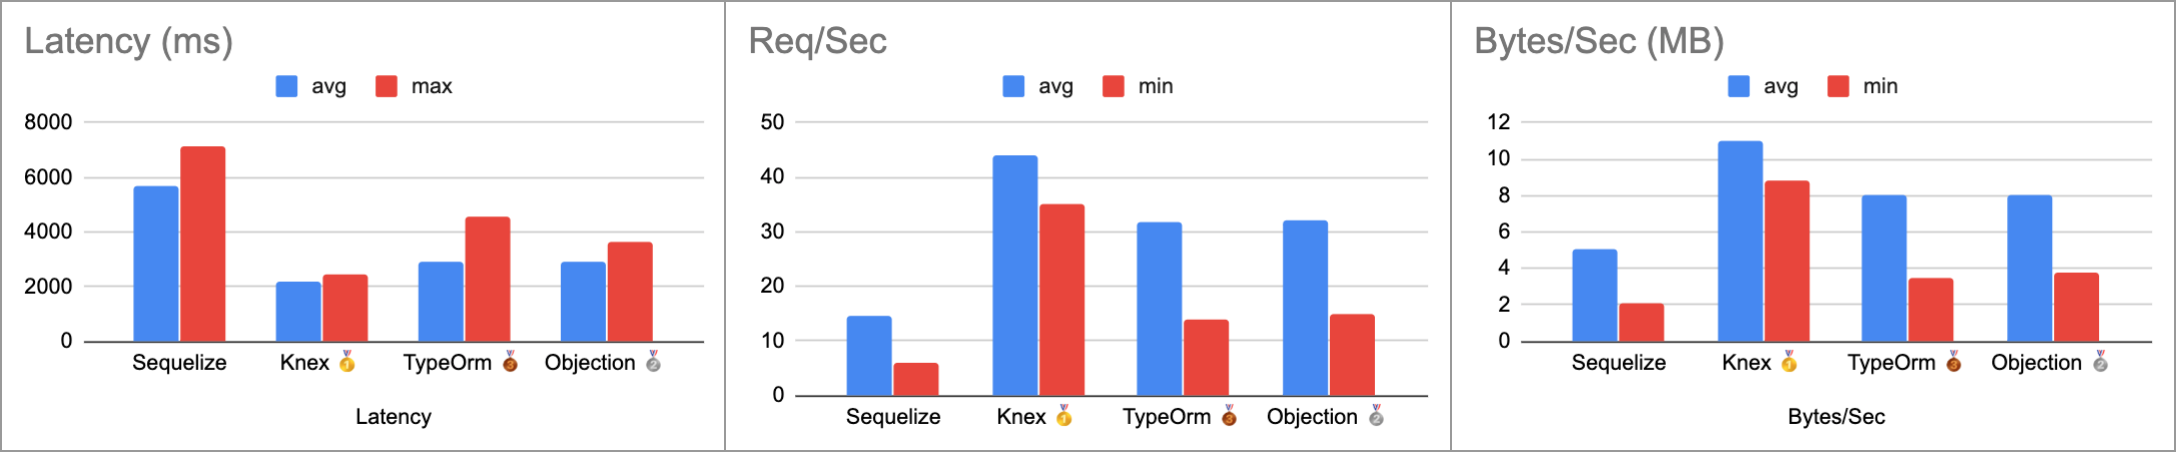 Latency (ms)
avg max
8000
6000
4000
2000
0
Sequelize Knex 🥇 TypeOrm 🥉 Objection 🥈
Latency
Req/Sec
avg min
50
40
30
20
10
0
Sequelize Knex 🥇 TypeOrm 🥉 Objection 🥈
Bytes/Sec (MB)
avg min
12
10
8
6
4
2
0
Sequelize Knex 🥇 TypeOrm 🥉 Objection 🥈
Bytes/Sec